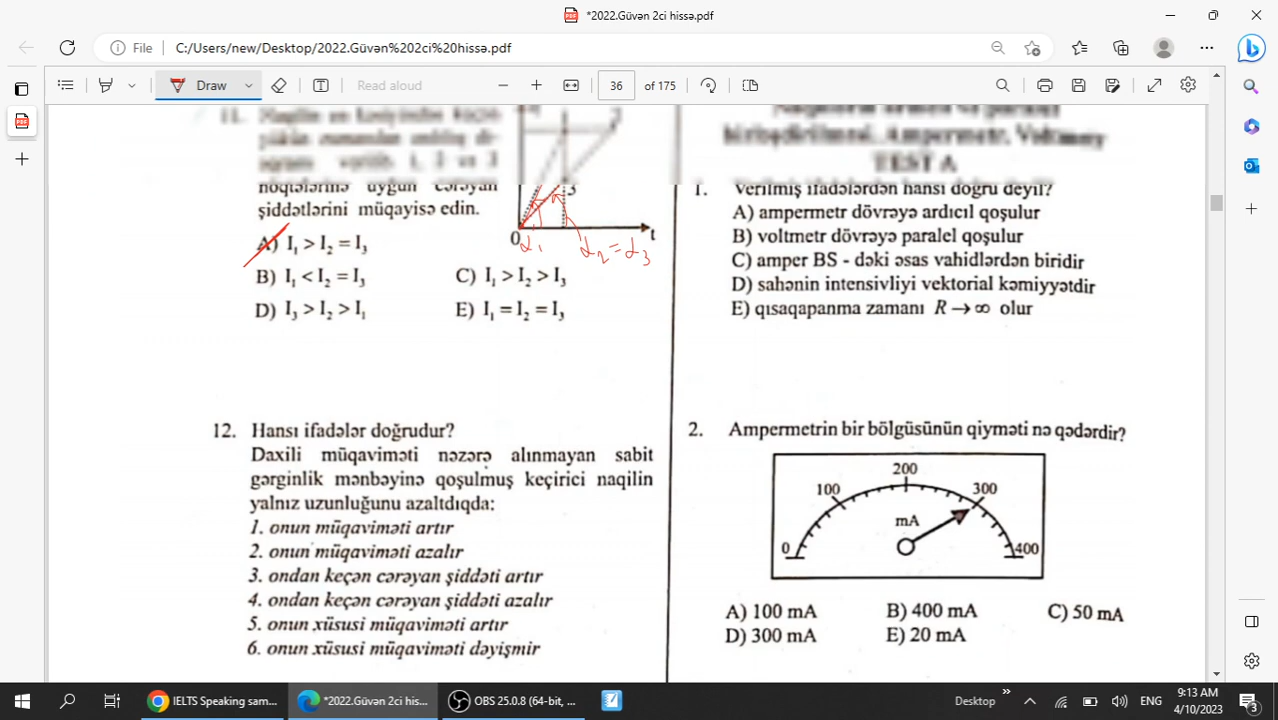 *2022.Güvən 2ci hissə.pdf
File C:/Users/new/Desktop/2022.Güvən%202ci%20hissə.pdf
Draw
Read aloud
36 of 175
11.
nöqtələrinə uyğun cərəyan
şiddətlərini müqayisə edin.
A) I₁ > I₂ = I₃
B) I₁ < I₂ = I₃ C) I₁ > I₂ > I₃
D) I₃ > I₂ > I₁ E) I₁ = I₂ = I₃
3
0 t
α₁ α₂ = α₃
12. Hansı ifadələr doğrudur?
Daxili müqaviməti nəzərə alınmayan sabit
gərginlik mənbəyinə qoşulmuş keçirici naqilin
yalnız uzunluğunu azaltdıqda:
1. onun müqaviməti artır
2. onun müqaviməti azalır
3. ondan keçən cərəyan şiddəti artır
4. ondan keçən cərəyan şiddəti azalır
5. onun xüsusi müqaviməti artır
6. onun xüsusi müqaviməti dəyişmir
TEST A
1. Verilmiş ifadələrdən hansı doğru deyil?
A) ampermetr dövrəyə ardıcıl qoşulur
B) voltmetr dövrəyə paralel qoşulur
C) amper BS - dəki əsas vahidlərdən biridir
D) sahənin intensivliyi vektorial kəmiyyətdir
E) qısaqapanma zamanı R → ∞ olur
2. Ampermetrin bir bölgüsünün qiyməti nə qədərdir?
200
100 300
mA
0 400
A) 100 mA B) 400 mA C) 50 mA
D) 300 mA E) 20 mA
IELTS Speaking sam...
*2022.Güvən 2ci his...
OBS 25.0.8 (64-bit, ...
Desktop
ENG
9:13 AM
4/10/2023
3